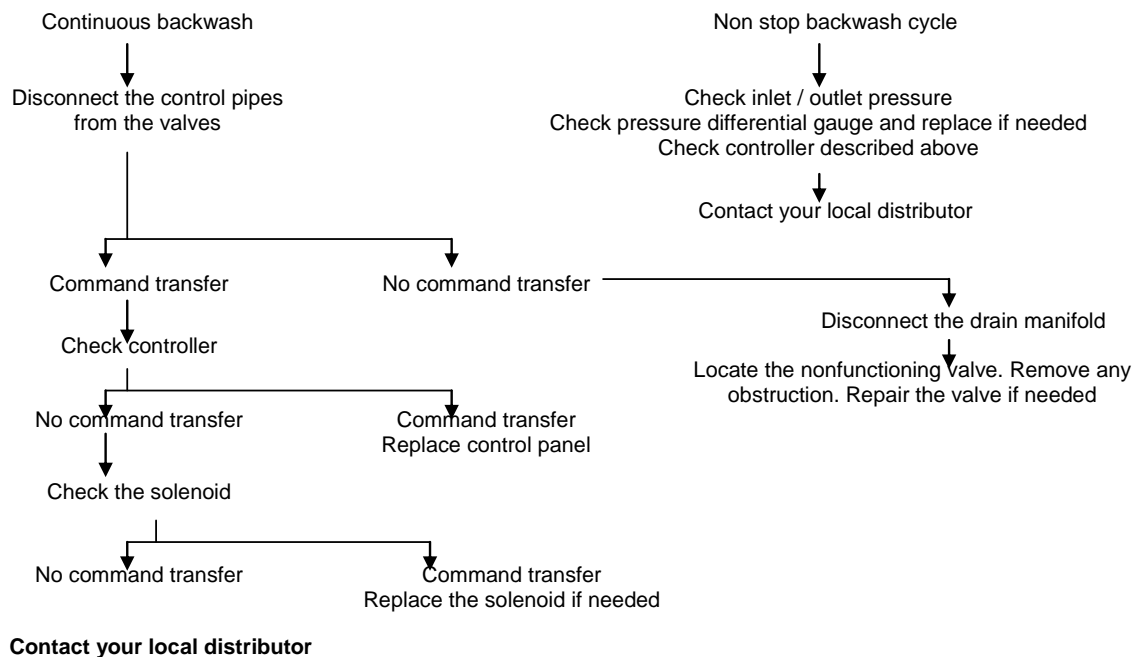 Continuous backwash
Non stop backwash cycle
Disconnect the control pipes
from the valves
Check inlet / outlet pressure
Check pressure differential gauge and replace if needed
Check controller described above
Contact your local distributor
Command transfer
No command transfer
Disconnect the drain manifold
Check controller
Locate the nonfunctioning valve. Remove any
obstruction. Repair the valve if needed
No command transfer
Command transfer
Replace control panel
Check the solenoid
No command transfer
Command transfer
Replace the solenoid if needed
Contact your local distributor